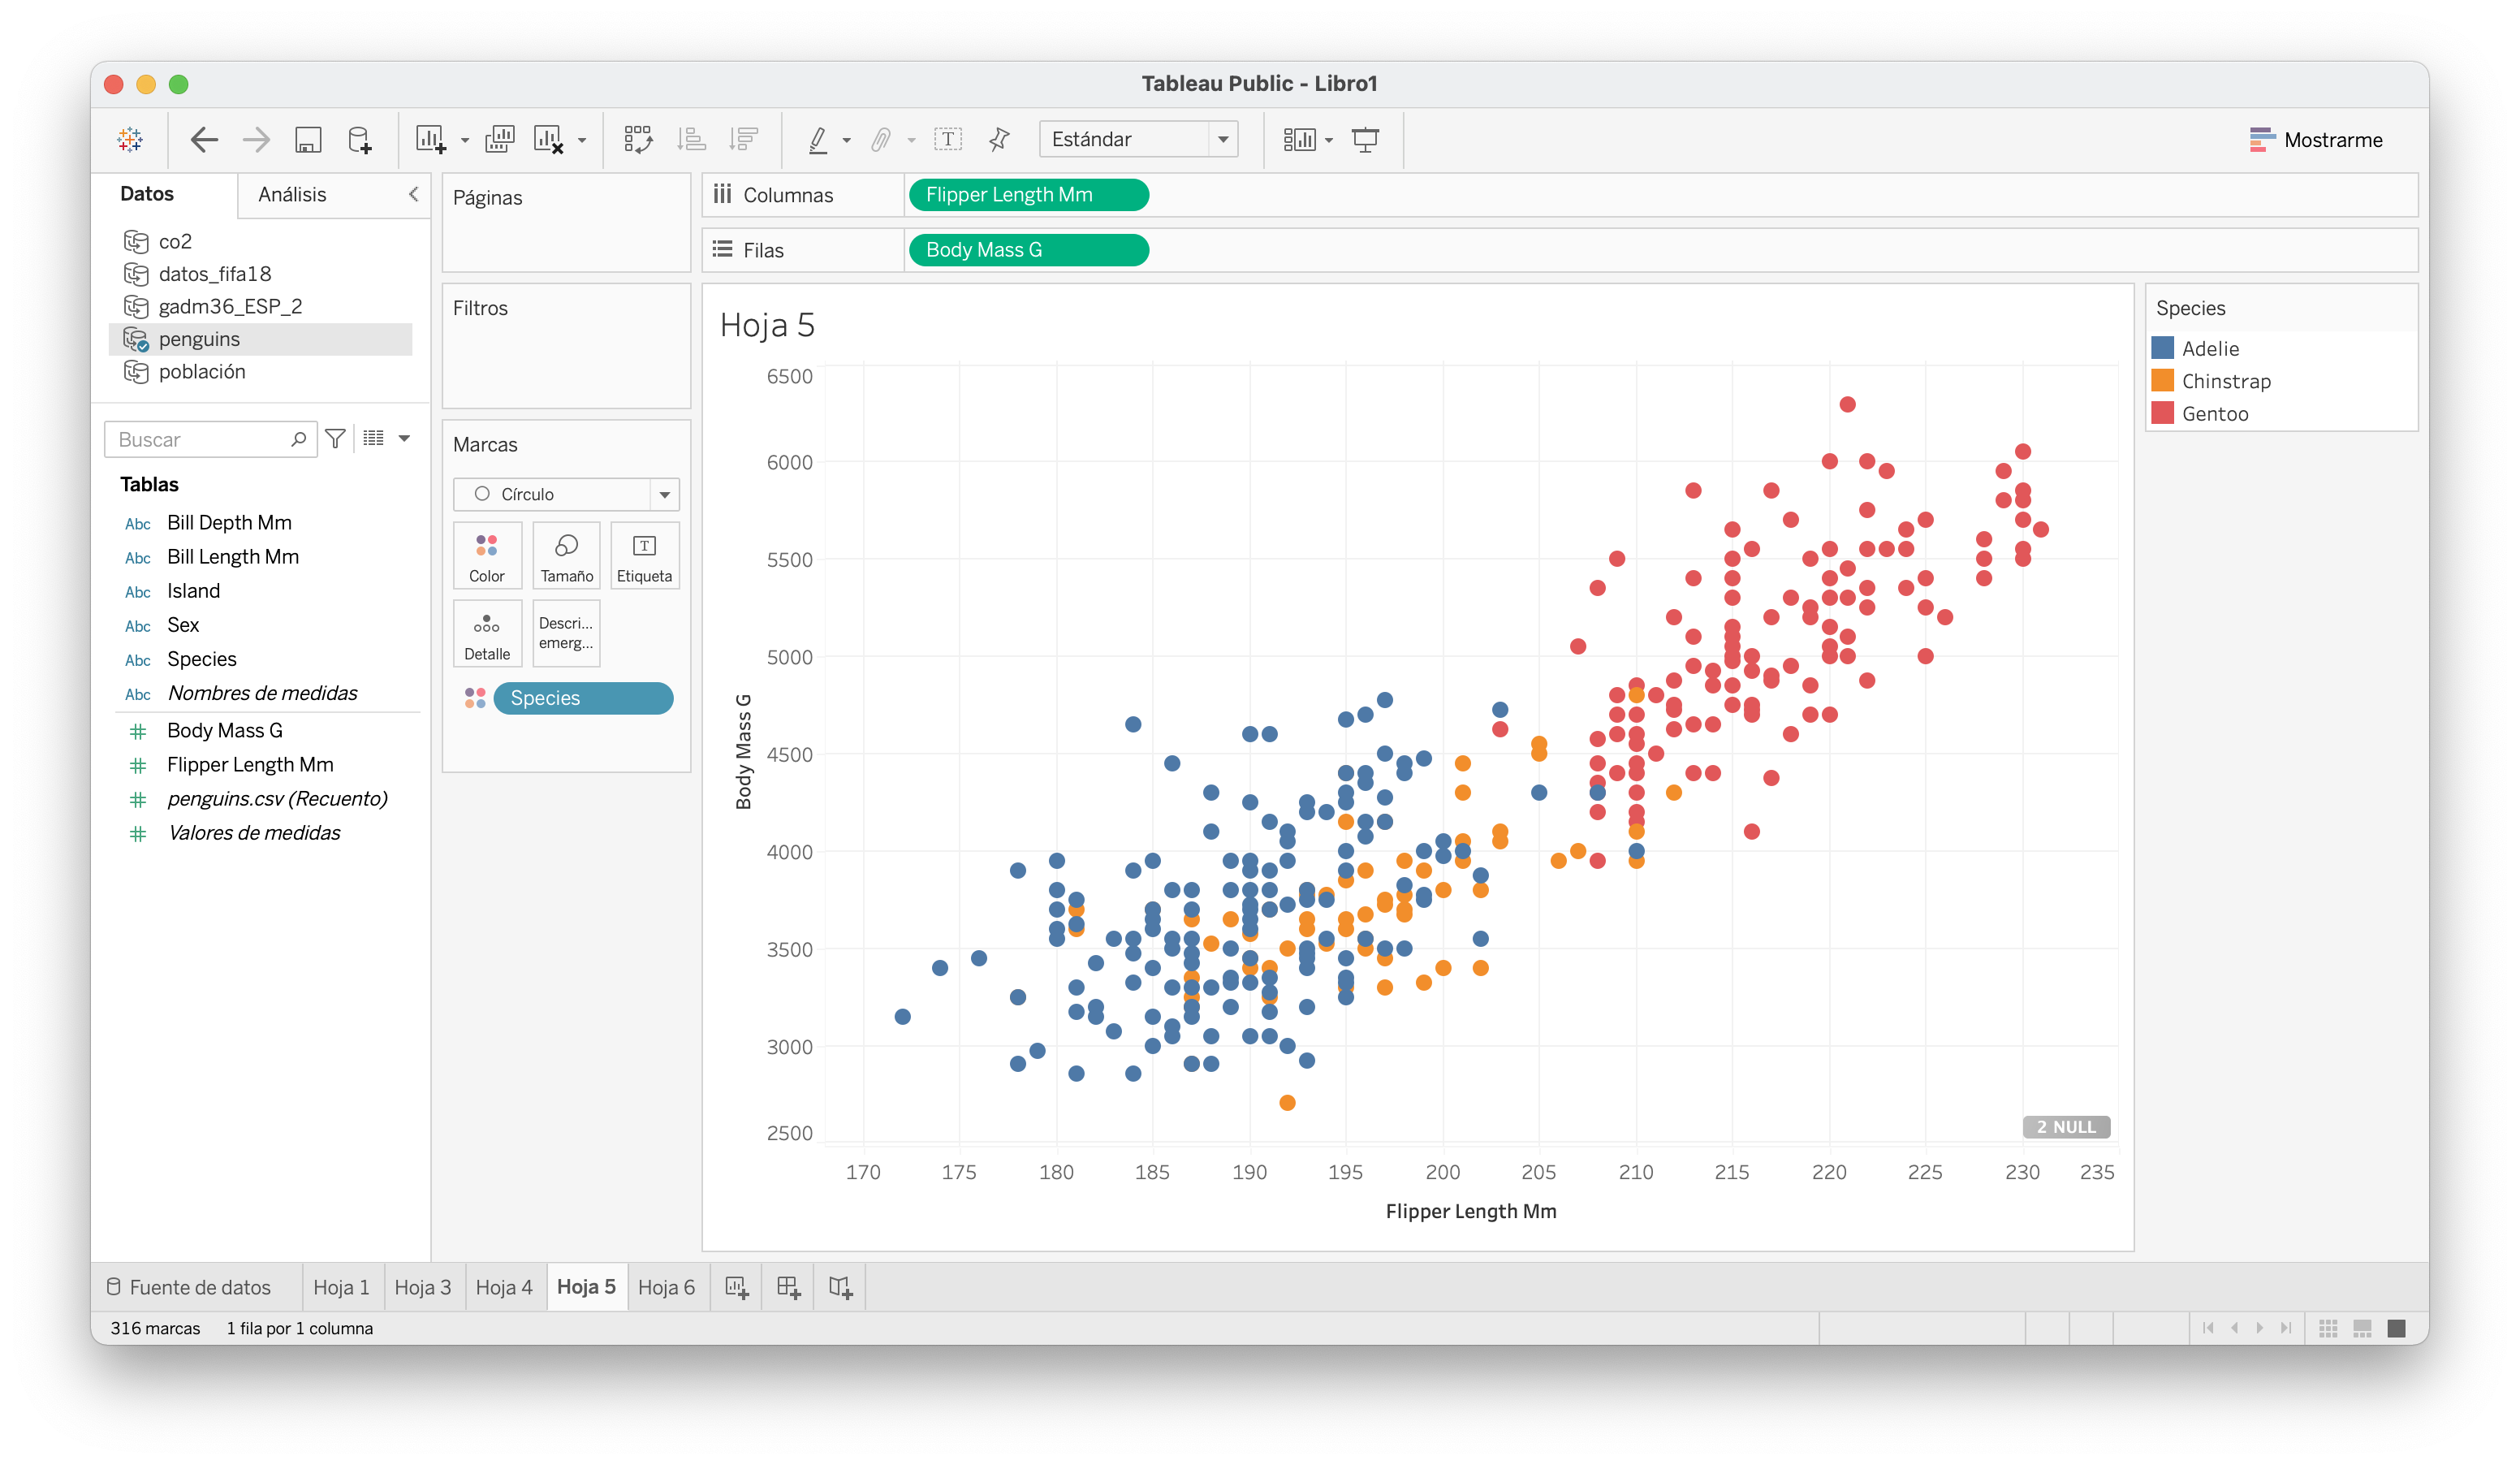 Tableau Public - Libro1
Estándar
Mostrarme
Datos
Análisis
co2
datos_fifa18
gadm36_ESP_2
penguins
población
Buscar
Tablas
Abc Bill Depth Mm
Abc Bill Length Mm
Abc Island
Abc Sex
Abc Species
Abc Nombres de medidas
# Body Mass G
# Flipper Length Mm
# penguins.csv (Recuento)
# Valores de medidas
Páginas
Filtros
Marcas
Círculo
Color
Tamaño
T
Etiqueta
Detalle
Descri...
emerg...
Species
Columnas
Flipper Length Mm
Filas
Body Mass G
Hoja 5
6500
6000
5500
5000
4500
4000
3500
3000
2500
Body Mass G
2 NULL
170 175 180 185 190 195 200 205 210 215 220 225 230 235
Flipper Length Mm
Species
Adelie
Chinstrap
Gentoo
Fuente de datos
Hoja 1
Hoja 3
Hoja 4
Hoja 5
Hoja 6
316 marcas 1 fila por 1 columna